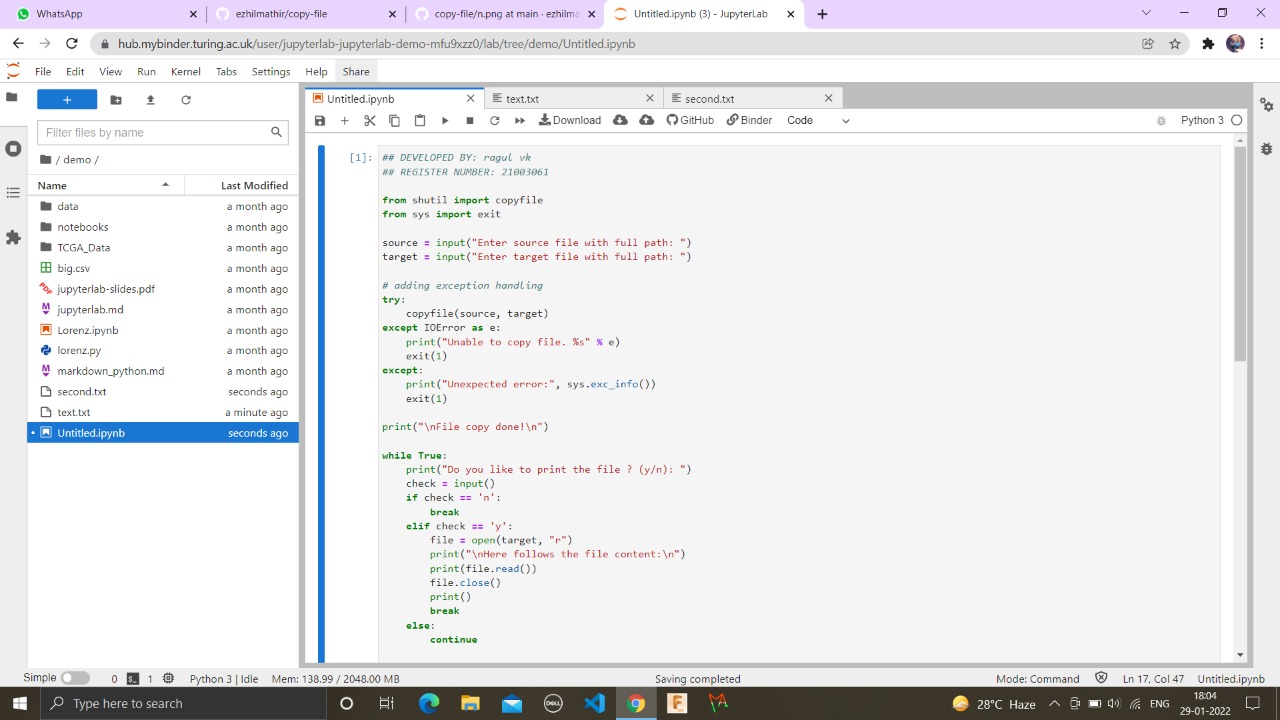 WhatsApp
ezhilmathir/copy-file
copy-file/n.png at main · ezhilma
Untitled.ipynb (3) - JupyterLab
hub.mybinder.turing.ac.uk/user/jupyterlab-jupyterlab-demo-mfu9xzz0/lab/tree/demo/Untitled.ipynb
File Edit View Run Kernel Tabs Settings Help Share
Filter files by name
/ demo /
Name Last Modified
data a month ago
notebooks a month ago
TCGA_Data a month ago
big.csv a month ago
jupyterlab-slides.pdf a month ago
jupyterlab.md a month ago
Lorenz.ipynb a month ago
lorenz.py a month ago
markdown_python.md a month ago
second.txt seconds ago
text.txt a minute ago
Untitled.ipynb seconds ago
Untitled.ipynb text.txt second.txt
Download GitHub Binder Code Python 3
[1]: ## DEVELOPED BY: ragul vk
## REGISTER NUMBER: 21003061
from shutil import copyfile
from sys import exit
source = input("Enter source file with full path: ")
target = input("Enter target file with full path: ")
# adding exception handling
try:
copyfile(source, target)
except IOError as e:
print("Unable to copy file. %s" % e)
exit(1)
except:
print("Unexpected error:", sys.exc_info())
exit(1)
print("\nFile copy done!\n")
while True:
print("Do you like to print the file ? (y/n): ")
check = input()
if check == 'n':
break
elif check == 'y':
file = open(target, "r")
print("\nHere follows the file content:\n")
print(file.read())
file.close()
print()
break
else:
continue
Simple 0 1 Python 3 | Idle Mem: 138.99 / 2048.00 MB Saving completed Mode: Command Ln 17, Col 47 Untitled.ipynb
Type here to search
DELL
28°C Haze
ENG
18:04
29-01-2022